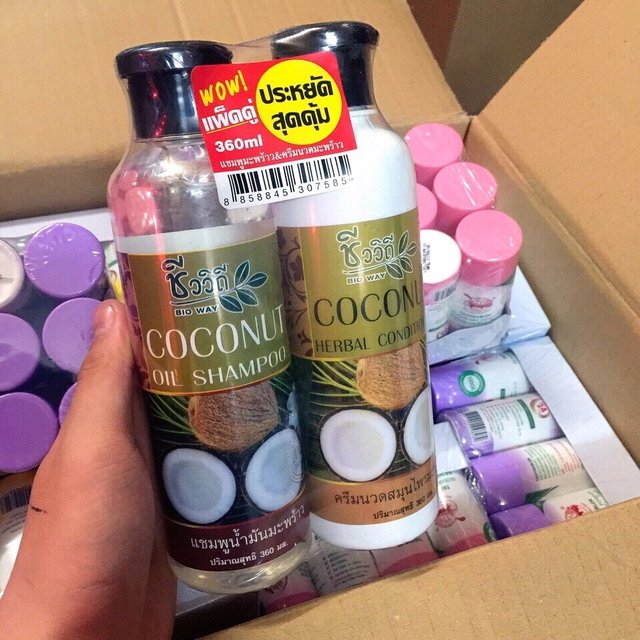 WOW!
แพ็คคู่
360ml
ประหยัด
สุดคุ้ม
แชมพูมะพร้าว&ครีมนวดมะพร้าว
8 858845 307585
ชีววิถี
BIO WAY
COCONUT
OIL SHAMPOO
แชมพูน้ำมันมะพร้าว
ปริมาณสุทธิ 360 มล.
ชีววิถี
BIO WAY
COCONU
HERBAL CONDIT
ครีมนวดสมุนไพร
ปริมาณสุทธิ 360 มล.